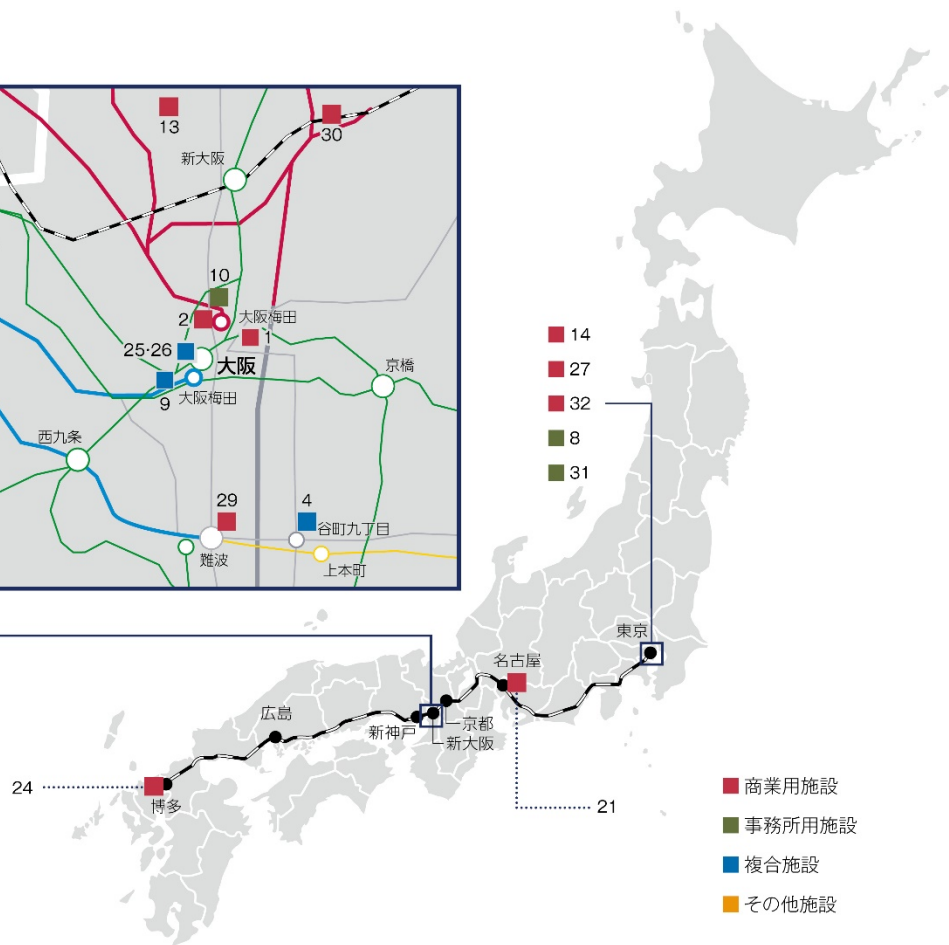 13
30
新大阪
10
2
大阪梅田
1
25·26
大阪
京橋
9
大阪梅田
西九条
29
4
谷町九丁目
難波
上本町
14
27
32
8
31
東京
名古屋
広島
新神戸
京都
新大阪
24
博多
21
商業用施設
事務所用施設
複合施設
その他施設